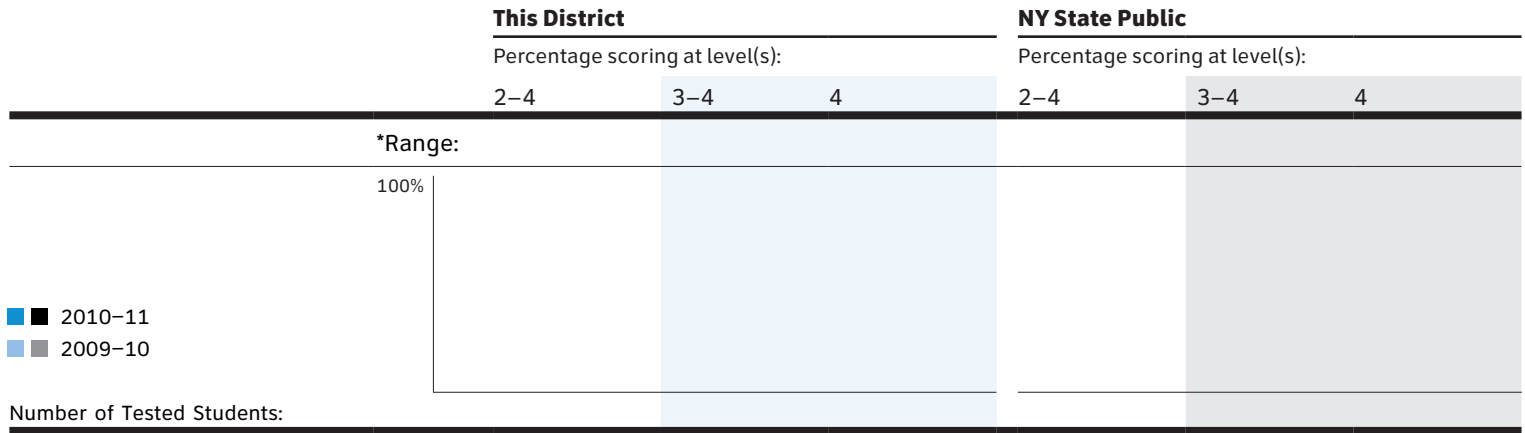 This District NY State Public
Percentage scoring at level(s): Percentage scoring at level(s):
2–4 3–4 4 2–4 3–4 4
*Range:
100%
2010–11
2009–10
Number of Tested Students: